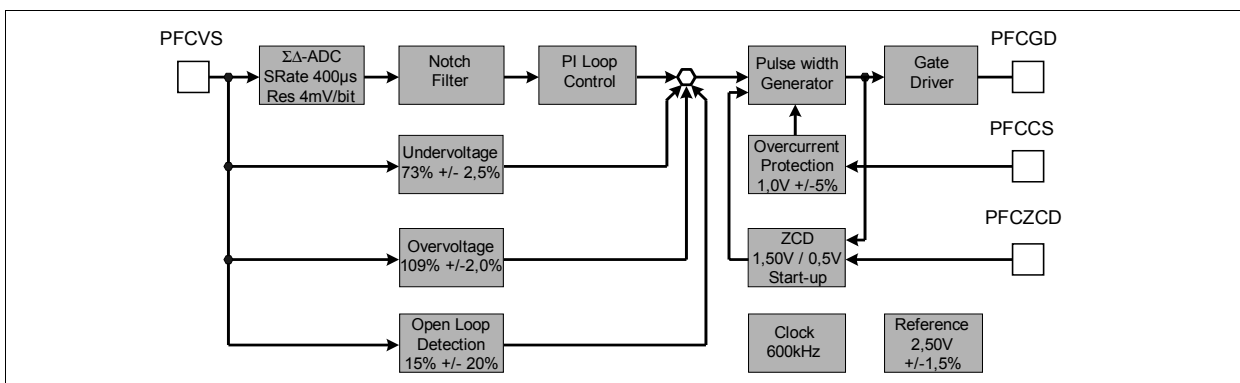 PFCVS
ΣΔ-ADC
SRate 400µs
Res 4mV/bit
Notch
Filter
PI Loop
Control
Pulse width
Generator
Gate
Driver
PFCGD
Undervoltage
73% +/- 2,5%
Overcurrent
Protection
1,0V +/-5%
PFCCS
Overvoltage
109% +/-2,0%
ZCD
1,50V / 0,5V
Start-up
PFCZCD
Open Loop
Detection
15% +/- 20%
Clock
600kHz
Reference
2,50V
+/-1,5%